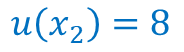 u(x₂) = 8